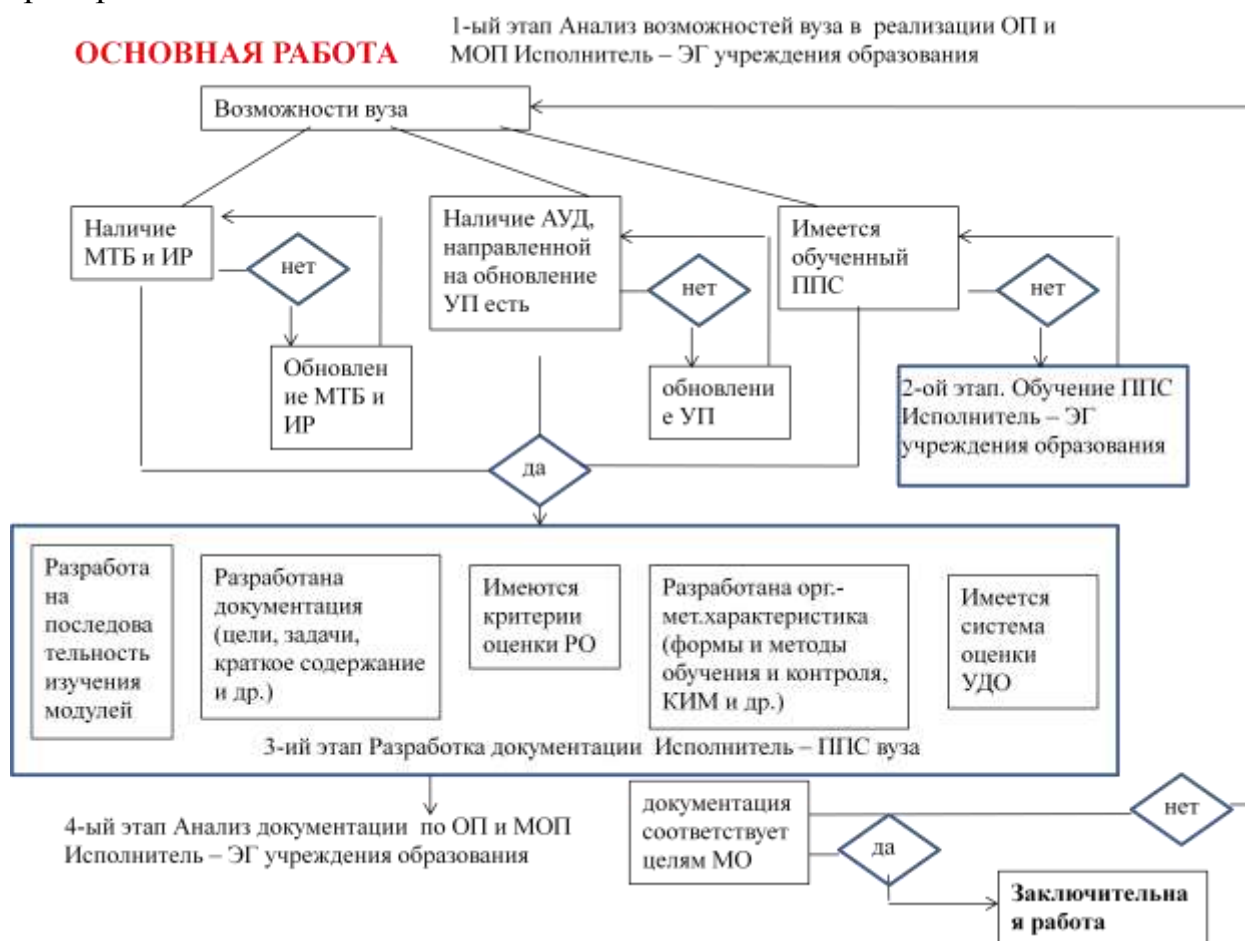 1-ый этап Анализ возможностей вуза в реализации ОП и
ОСНОВНАЯ РАБОТА
МОП Исполнитель – ЭГ учреждения образования
Возможности вуза
Наличие
МТБ и ИР
нет
Наличие АУД,
направленной
на обновление
УП есть
нет
Имеется
обученный
ППС
нет
Обновлен
ие МТБ и
ИР
обновлени
е УП
2-ой этап. Обучение ППС
Исполнитель – ЭГ
учреждения образования
да
Разработа
на
последова
тельность
изучения
модулей
Разработана
документация
(цели, задачи,
краткое содержание
и др.)
Имеются
критерии
оценки РО
Разработана орг.-
мет.характеристика
(формы и методы
обучения и контроля,
КИМ и др.)
Имеется
система
оценки
УДО
3-ий этап Разработка документации Исполнитель – ППС вуза
4-ый этап Анализ документации по ОП и МОП
Исполнитель – ЭГ учреждения образования
документация
соответствует
целям МО
нет
да
Заключительна
я работа